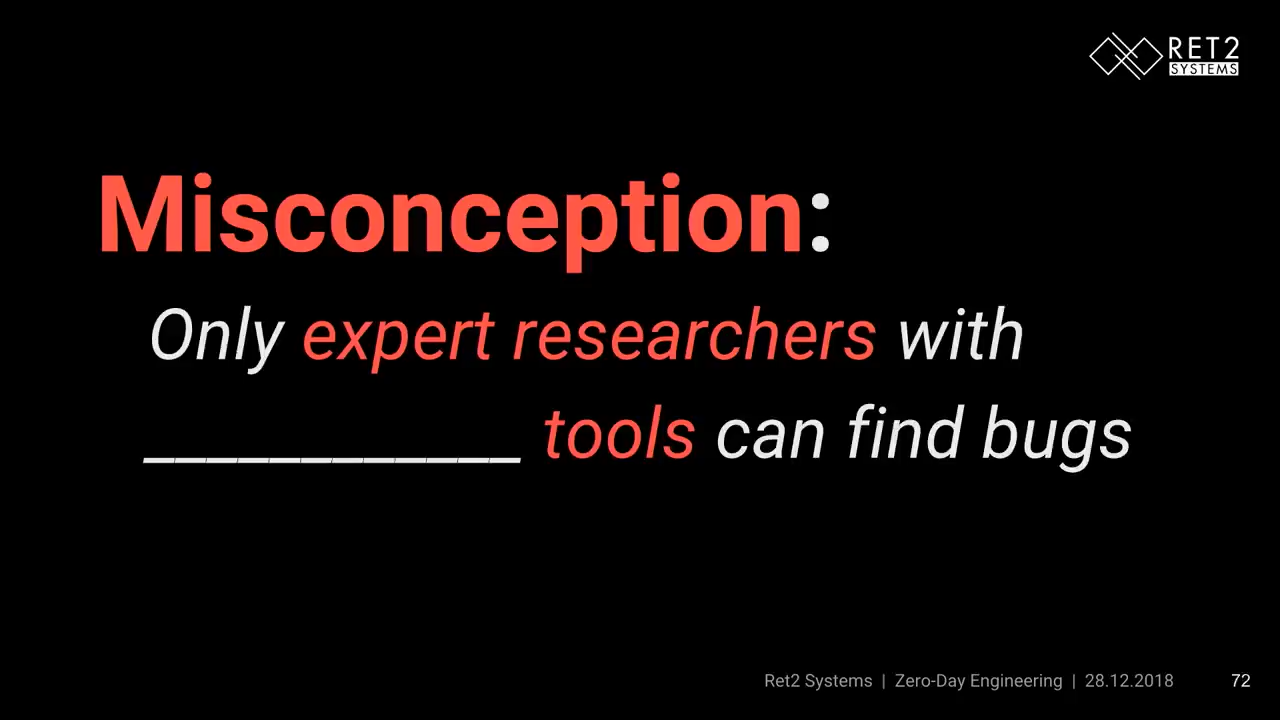 RET2
SYSTEMS
Misconception:
Only expert researchers with
____________ tools can find bugs
Ret2 Systems | Zero-Day Engineering | 28.12.2018 72